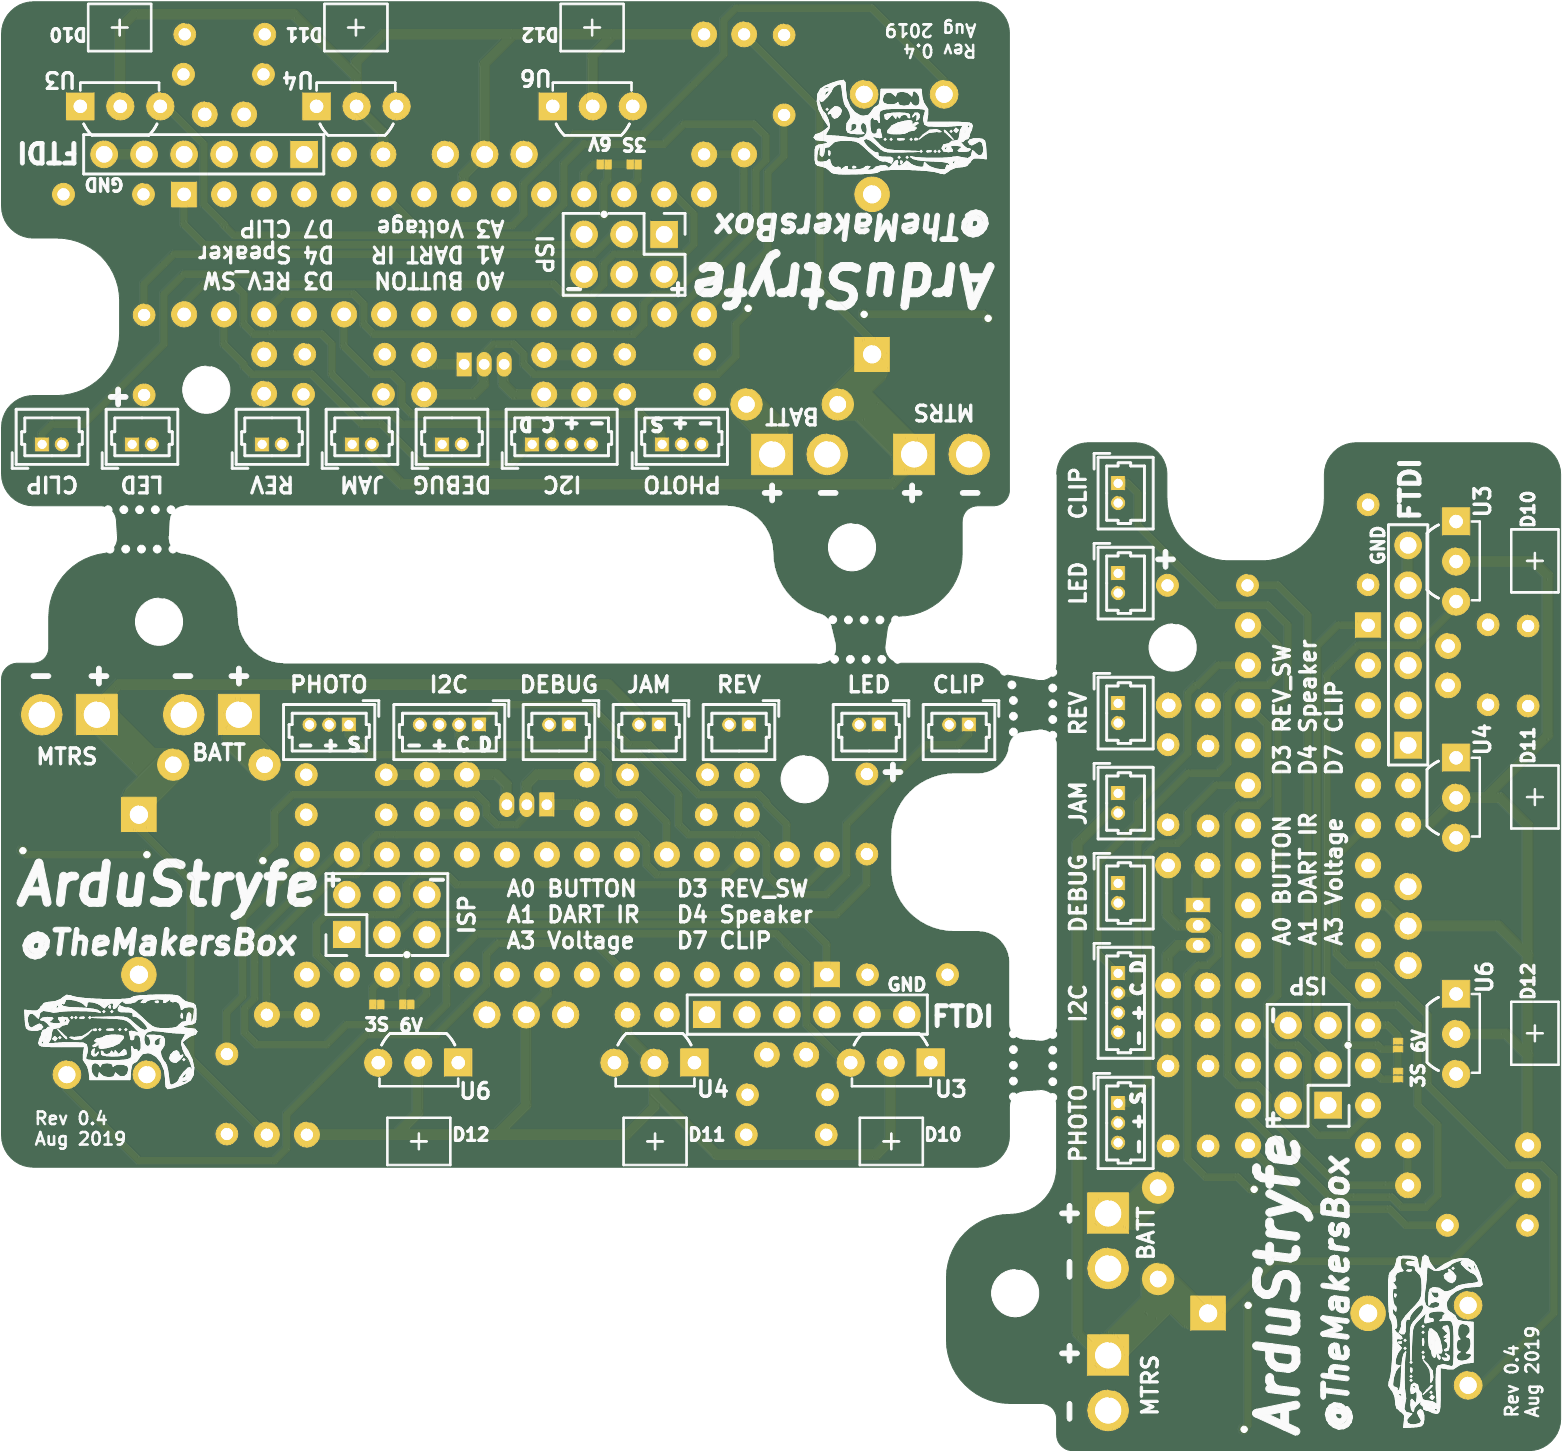 D10
D11
D12
Aug 2019
Rev 0.4
U3
U4
U6
FTDI
GND
3S 6V
@TheMakersBox
ArduStryfe
D7 CLIP
D4 Speaker
D3 REV_SW
A3 Voltage
A1 DART IR
A0 BUTTON
ISP
- +
+
D C + -
S + -
BATT
MTRS
CLIP
LED
REV
JAM
DEBUG
I2C
PHOTO
+ - + -
- + - +
PHOTO
I2C
DEBUG
JAM
REV
LED
CLIP
- + S
- + C D
MTRS
BATT
+
ArduStryfe
@TheMakersBox
+ -
ISP
A0 BUTTON
A1 DART IR
A3 Voltage
D3 REV_SW
D4 Speaker
D7 CLIP
GND
FTDI
3S 6V
U6
U4
U3
Rev 0.4
Aug 2019
D12
D11
D10
CLIP
LED
REV
JAM
DEBUG
I2C
PHOTO
+
- + C D
- + S
+ -
BATT
+ -
MTRS
D3 REV_SW
D4 Speaker
D7 CLIP
A0 BUTTON
A1 DART IR
A3 Voltage
ISP
+ -
GND
FTDI
U3
U4
U6
D10
D11
D12
3S 6V
ArduStryfe
@TheMakersBox
Rev 0.4
Aug 2019